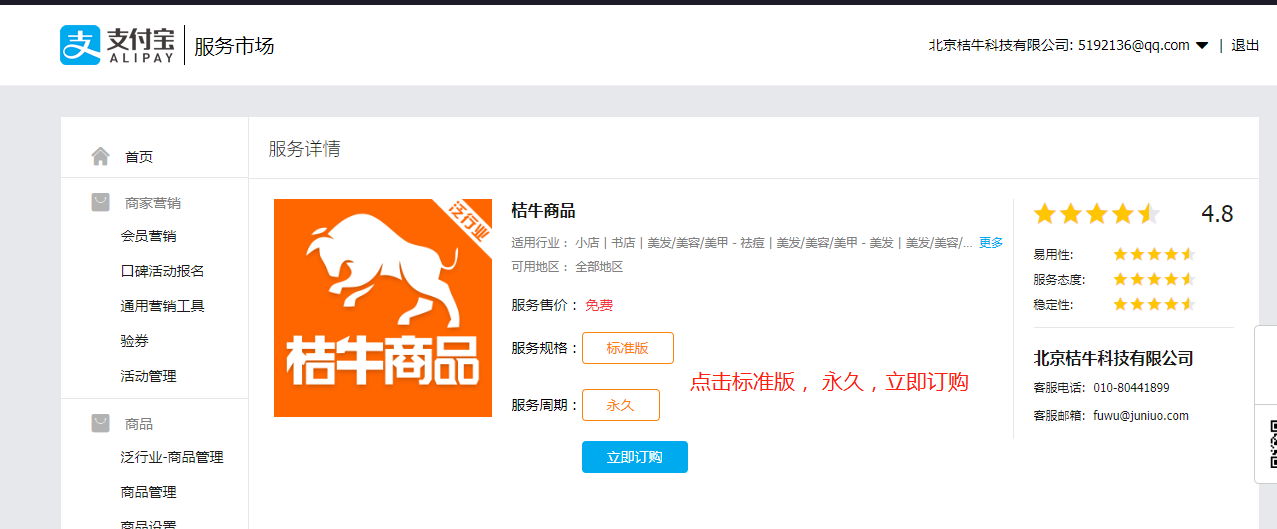 支付宝
ALIPAY
服务市场
北京桔牛科技有限公司: 5192136@qq.com | 退出
首页
商家营销
会员营销
口碑活动报名
通用营销工具
验券
活动管理
商品
泛行业-商品管理
商品管理
商品设置
服务详情
泛行业
桔牛商品
桔牛商品
适用行业： 小店 | 书店 | 美发/美容/美甲 - 祛痘 | 美发/美容/美甲 - 美发 | 美发/美容/... 更多
可用地区： 全部地区
服务售价： 免费
服务规格： 标准版
点击标准版， 永久，立即订购
服务周期： 永久
立即订购
4.8
易用性:
服务态度:
稳定性:
北京桔牛科技有限公司
客服电话: 010-80441899
客服邮箱: fuwu@juniuo.com